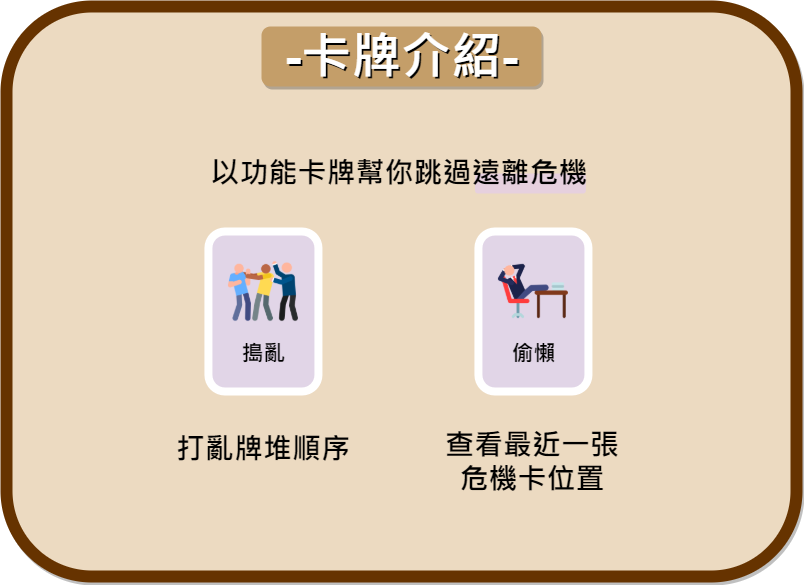 -卡牌介紹-
以功能卡牌幫你跳過遠離危機
搗亂
偷懶
打亂牌堆順序
查看最近一張
危機卡位置